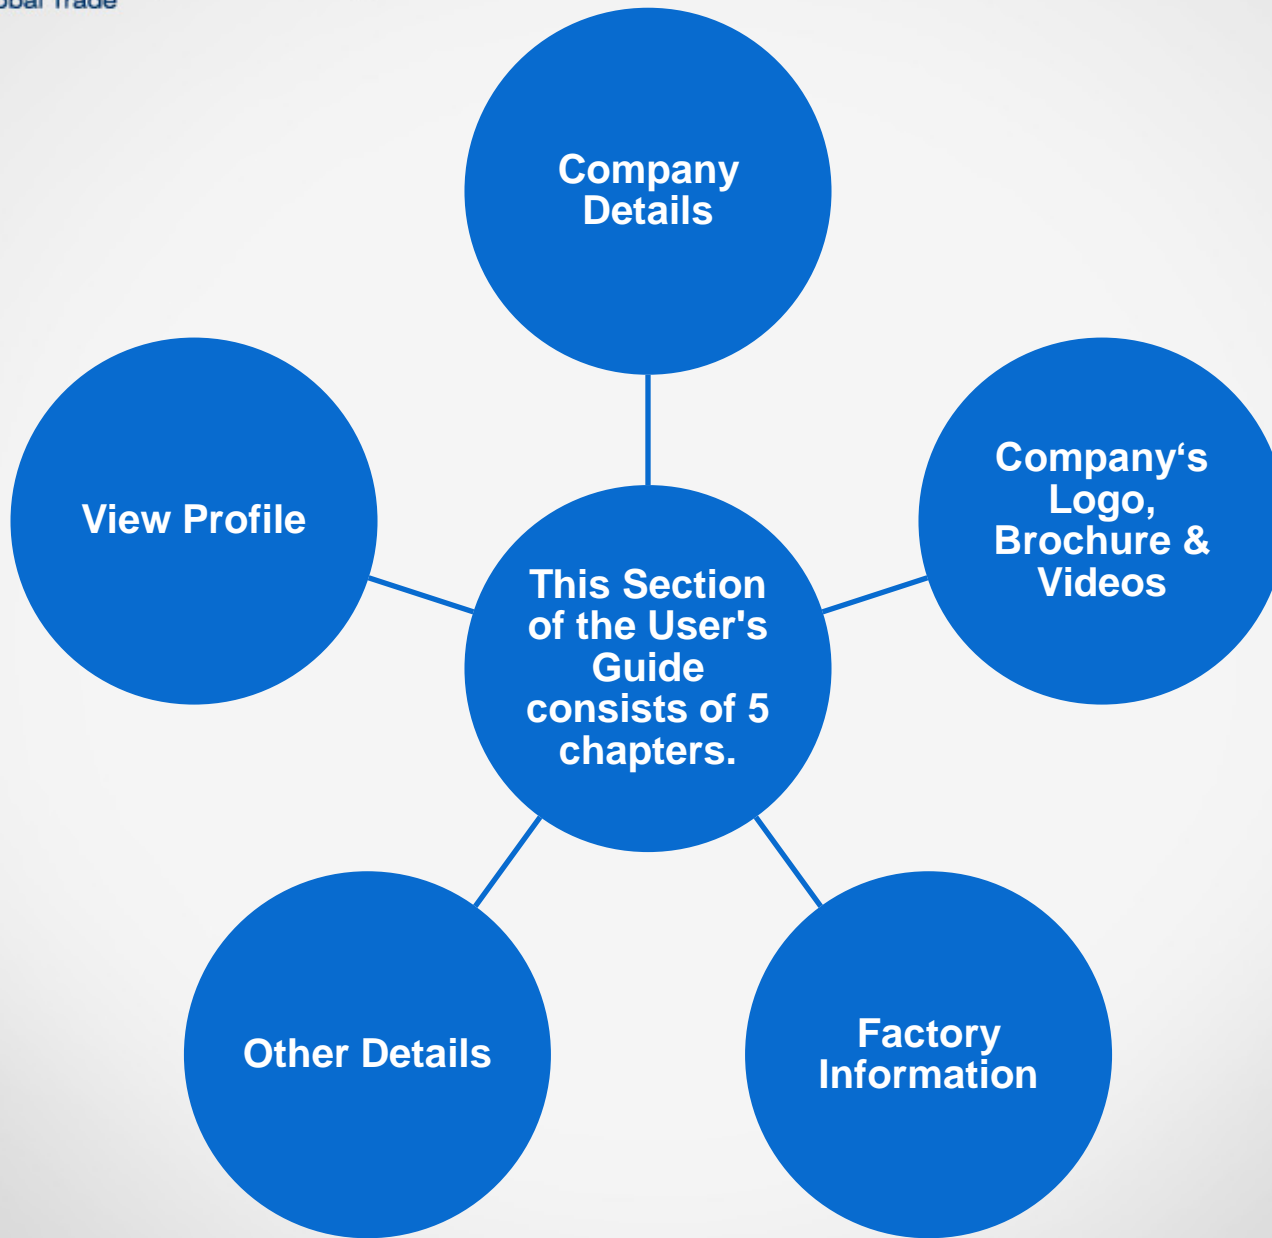 Trade
Company
Details
Company‘s
Logo,
Brochure &
Videos
View Profile
This Section
of the User's
Guide
consists of 5
chapters.
Other Details
Factory
Information